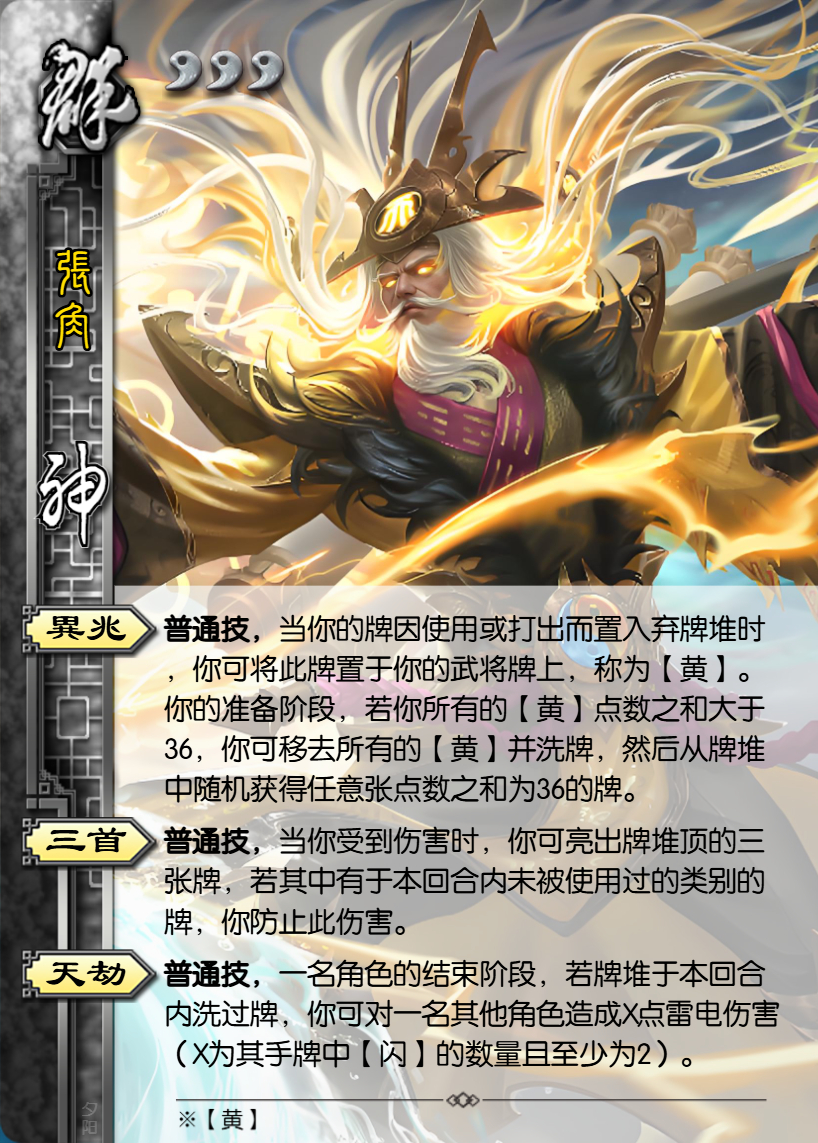 群
張角
神
異兆
普通技，当你的牌因使用或打出而置入弃牌堆时
，你可将此牌置于你的武将牌上，称为【黄】。
你的准备阶段，若你所有的【黄】点数之和大于
36，你可移去所有的【黄】并洗牌，然后从牌堆
中随机获得任意张点数之和为36的牌。
三首
普通技，当你受到伤害时，你可亮出牌堆顶的三
张牌，若其中有于本回合内未被使用过的类别的
牌，你防止此伤害。
天劫
普通技，一名角色的结束阶段，若牌堆于本回合
内洗过牌，你可对一名其他角色造成X点雷电伤害
（X为其手牌中【闪】的数量且至少为2）。
※【黄】
夕阳